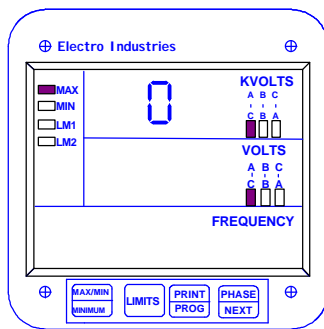 Electro Industries
MAX
MIN
LM1
LM2
0
KVOLTS
A B C
C B A
VOLTS
A B C
C B A
FREQUENCY
MAX/MIN
MINIMUM
LIMITS
PRINT
PROG
PHASE
NEXT